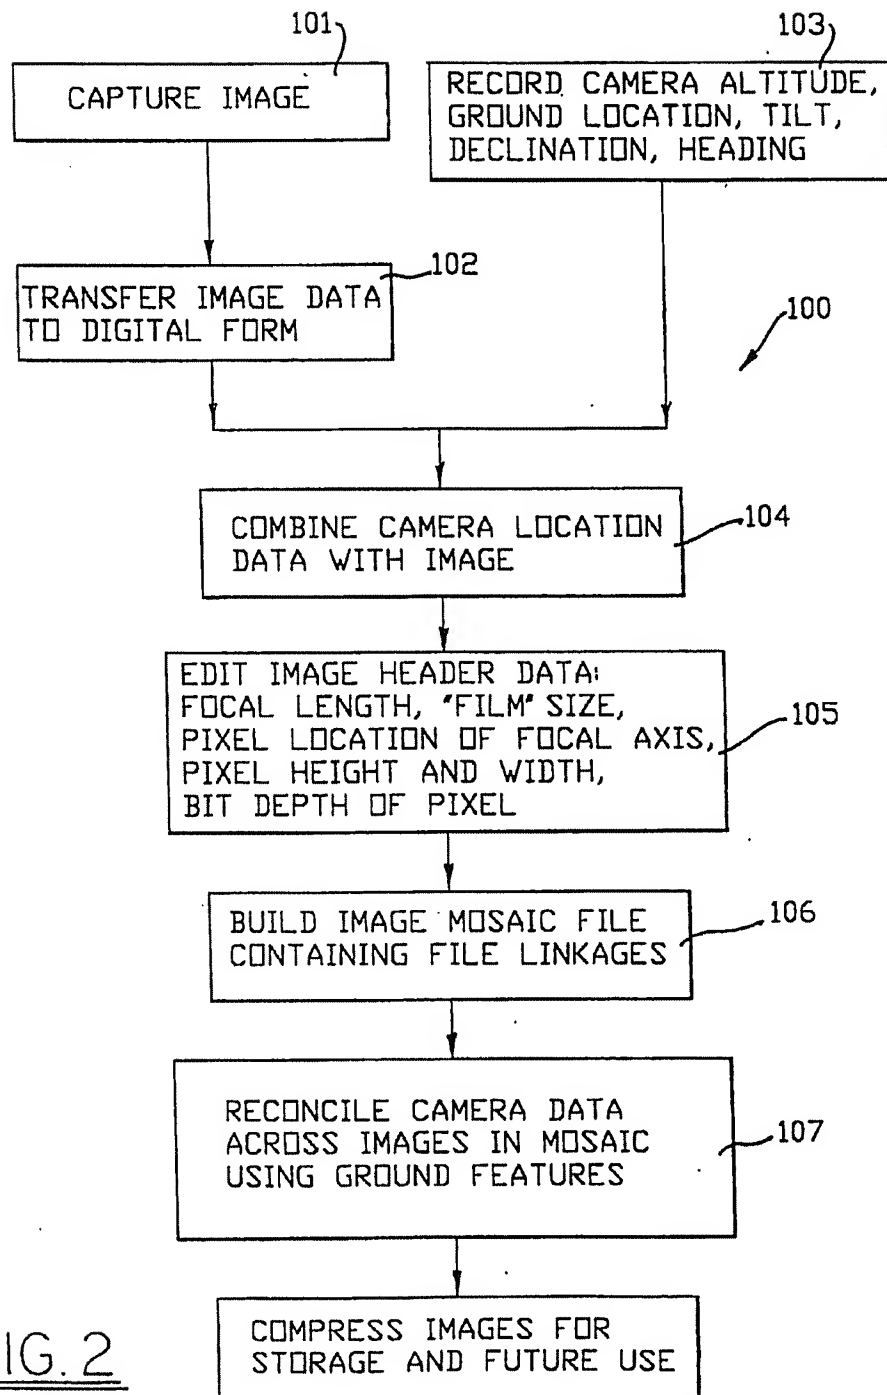 101
CAPTURE IMAGE
103
RECORD CAMERA ALTITUDE,
GROUND LOCATION, TILT,
DECLINATION, HEADING
102
TRANSFER IMAGE DATA
TO DIGITAL FORM
100
COMBINE CAMERA LOCATION
DATA WITH IMAGE
104
EDIT IMAGE HEADER DATA:
FOCAL LENGTH, "FILM" SIZE,
PIXEL LOCATION OF FOCAL AXIS,
PIXEL HEIGHT AND WIDTH,
BIT DEPTH OF PIXEL
105
BUILD IMAGE MOSAIC FILE
CONTAINING FILE LINKAGES
106
RECONCILE CAMERA DATA
ACROSS IMAGES IN MOSAIC
USING GROUND FEATURES
107
COMPRESS IMAGES FOR
STORAGE AND FUTURE USE
IG. 2